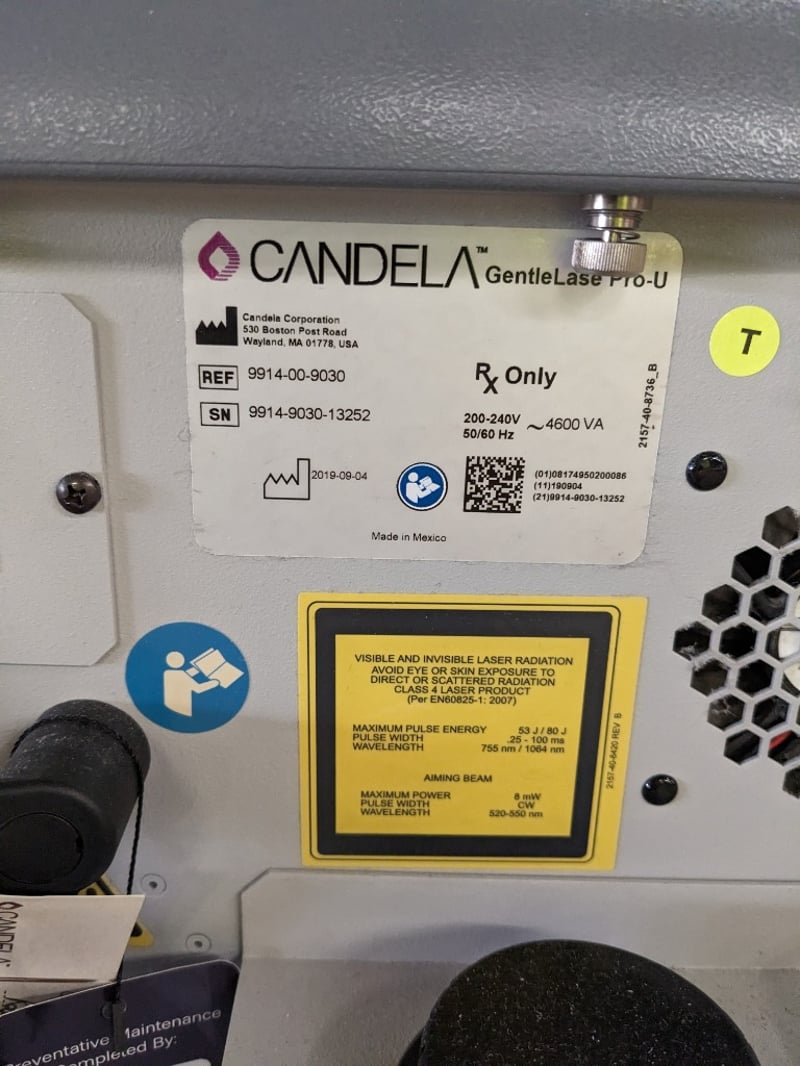 CANDELA™ GentleLase Pro-U
Candela Corporation
530 Boston Post Road
Wayland, MA 01778, USA
REF 9914-00-9030
SN 9914-9030-13252
Rx Only
200-240V ~4600 VA
50/60 Hz
2157-40-8736_B
2019-09-04
(01)08174950200086
(11)190904
(21)9914-9030-13252
Made in Mexico
T
VISIBLE AND INVISIBLE LASER RADIATION
AVOID EYE OR SKIN EXPOSURE TO
DIRECT OR SCATTERED RADIATION
CLASS 4 LASER PRODUCT
(Per EN60825-1: 2007)
MAXIMUM PULSE ENERGY 53 J / 80 J
PULSE WIDTH .25 - 100 ms
WAVELENGTH 755 nm / 1064 nm
AIMING BEAM
MAXIMUM POWER 8 mW
PULSE WIDTH CW
WAVELENGTH 520-550 nm
2157-40-8420 REV. B
CANDELA
Preventative Maintenance
Completed By: